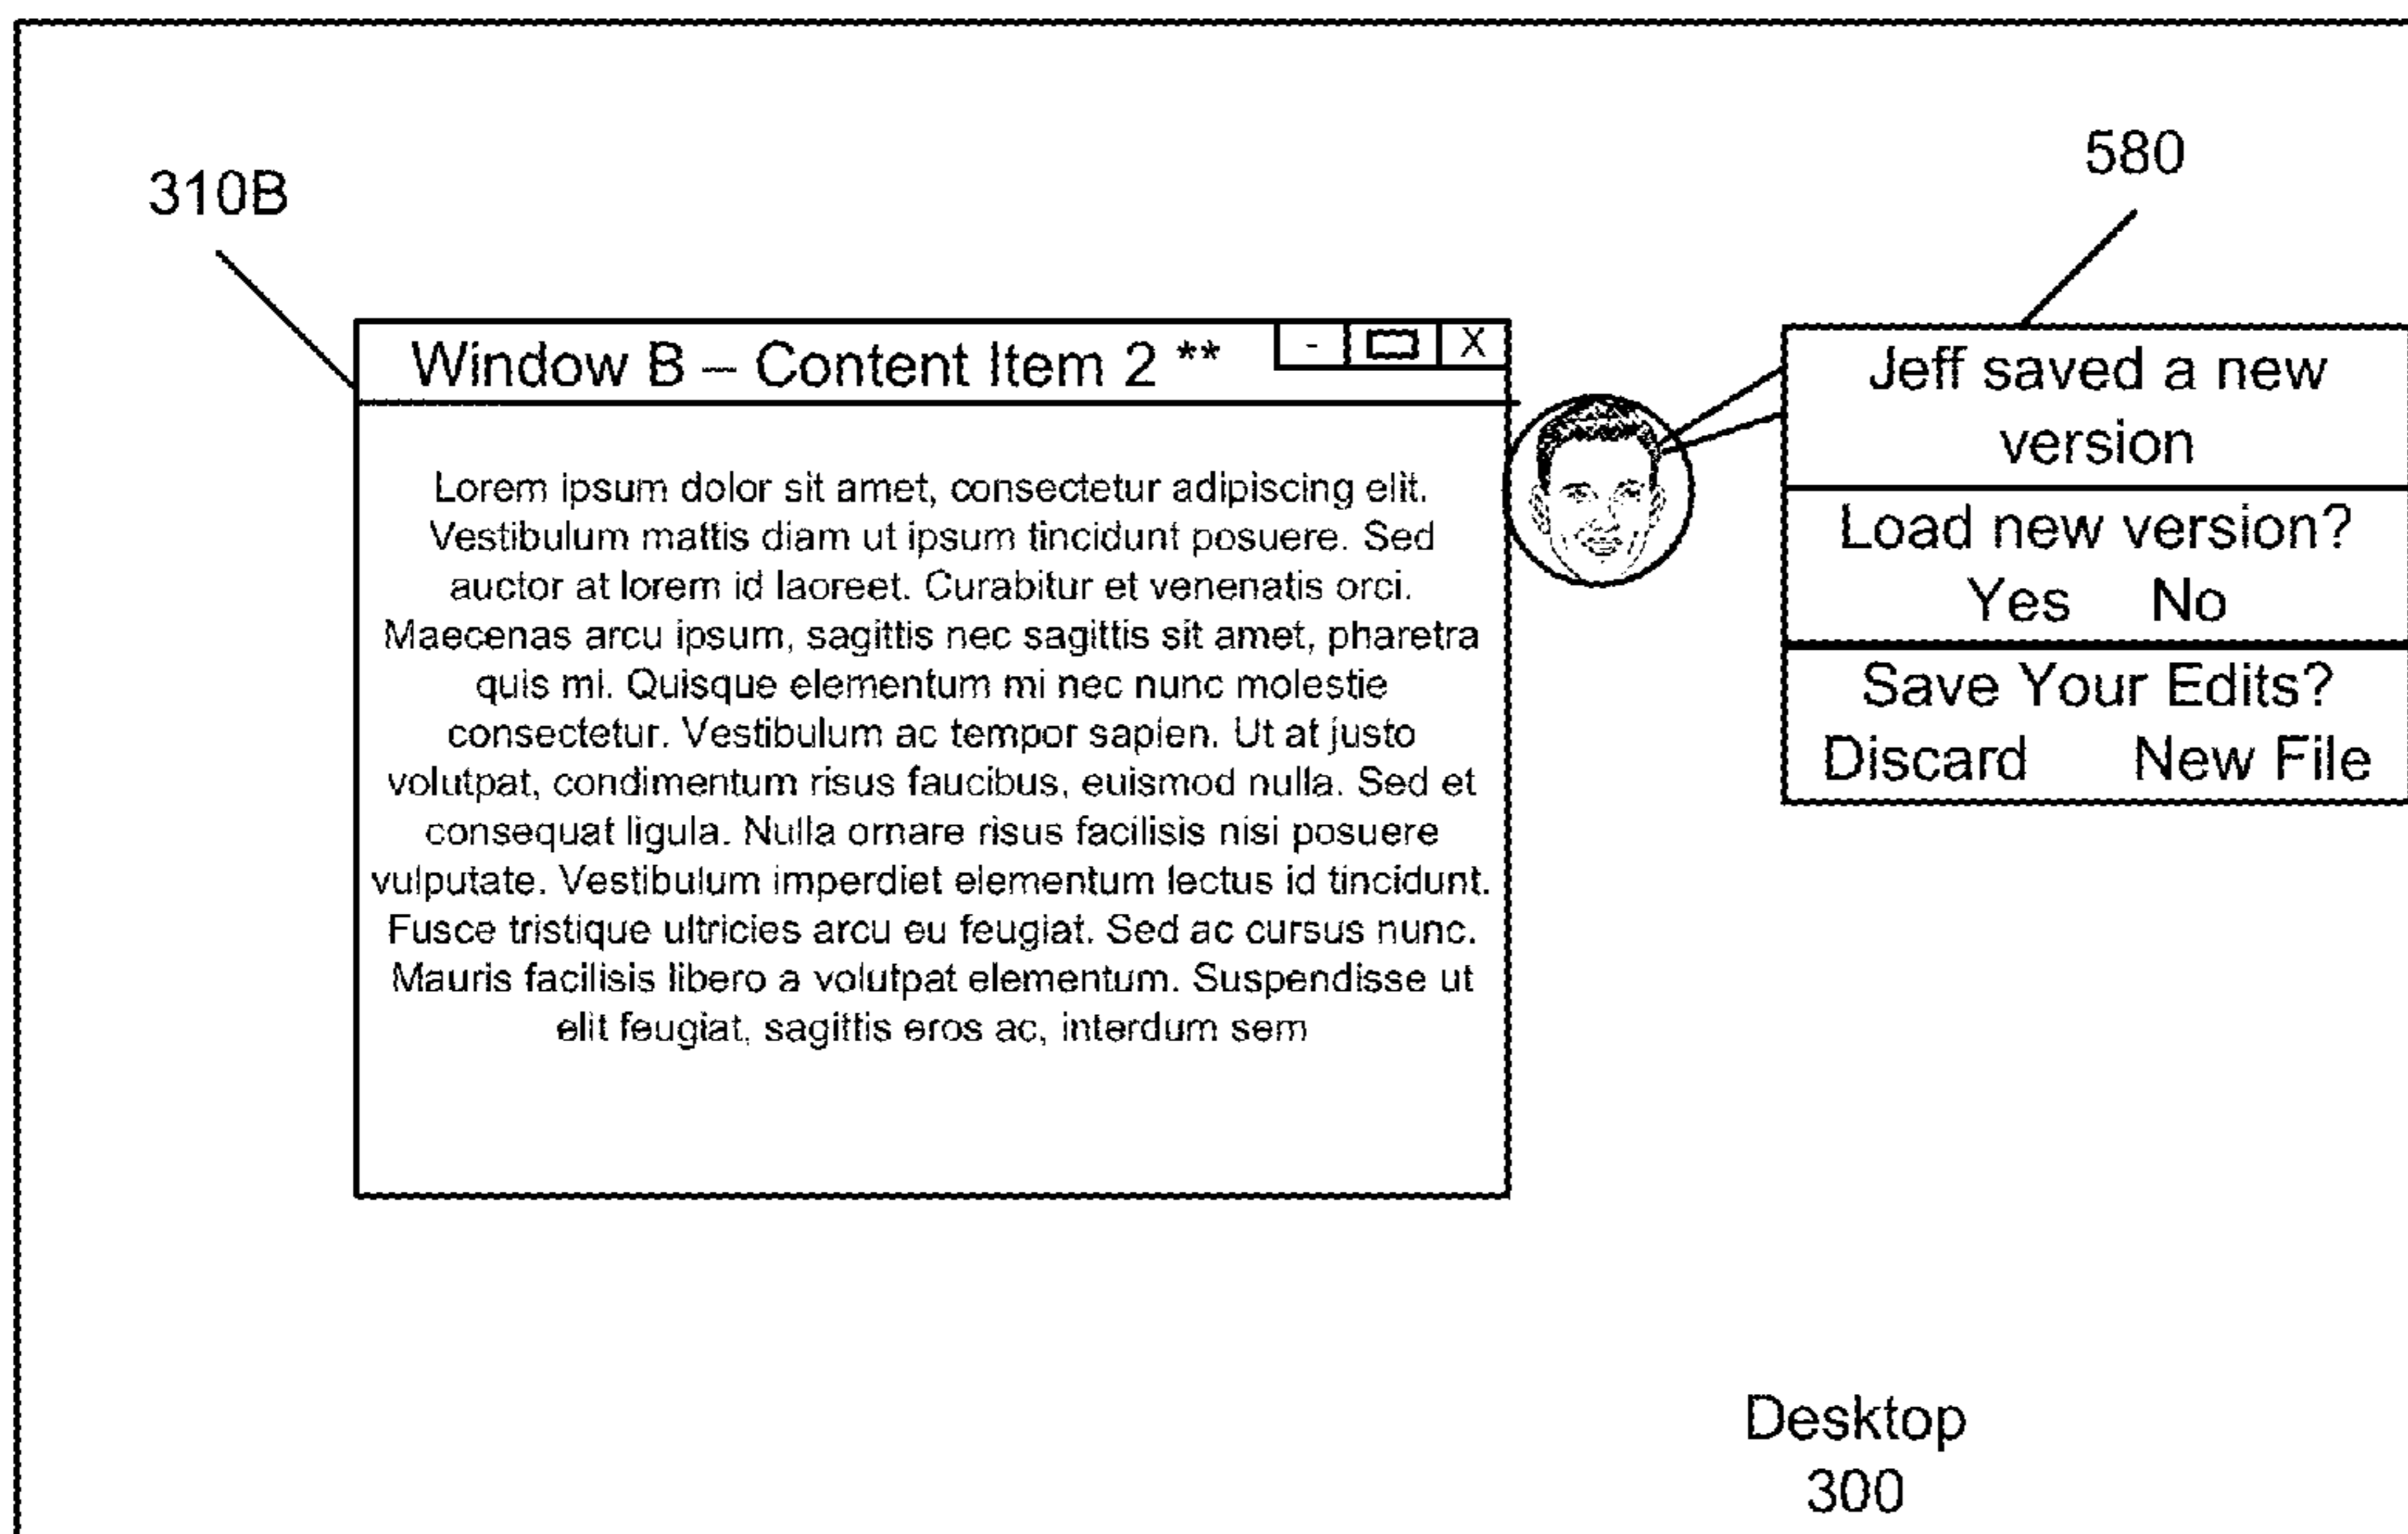 310B
580
Window B – Content Item 2 **
- X
Lorem ipsum dolor sit amet, consectetur adipiscing elit.
Vestibulum mattis diam ut ipsum tincidunt posuere. Sed
auctor at lorem id laoreet. Curabitur et venenatis orci.
Maecenas arcu ipsum, sagittis nec sagittis sit amet, pharetra
quis mi. Quisque elementum mi nec nunc molestie
consectetur. Vestibulum ac tempor sapien. Ut at justo
volutpat, condimentum risus faucibus, euismod nulla. Sed et
consequat ligula. Nulla ornare risus facilisis nisi posuere
vulputate. Vestibulum imperdiet elementum lectus id tincidunt.
Fusce tristique ultricies arcu eu feugiat. Sed ac cursus nunc.
Mauris facilisis libero a volutpat elementum. Suspendisse ut
elit feugiat, sagittis eros ac, interdum sem
Jeff saved a new
version
Load new version?
Yes No
Save Your Edits?
Discard New File
Desktop
300